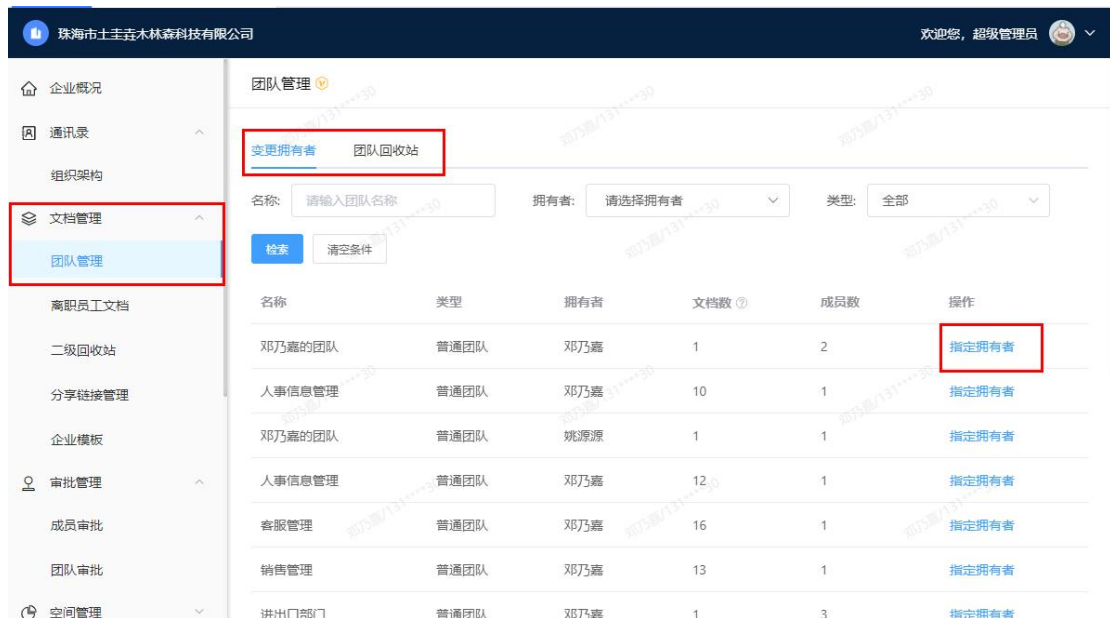 珠海市土圭垚木林森科技有限公司 欢迎您，超级管理员
企业概况
通讯录
组织架构
文档管理
团队管理
离职员工文档
二级回收站
分享链接管理
企业模板
审批管理
成员审批
团队审批
空间管理
团队管理
变更拥有者 团队回收站
名称: 请输入团队名称 拥有者: 请选择拥有者 类型: 全部
检索 清空条件
名称 类型 拥有者 文档数 成员数 操作
邓乃嘉的团队 普通团队 邓乃嘉 1 2 指定拥有者
人事信息管理 普通团队 邓乃嘉 10 1 指定拥有者
邓乃嘉的团队 普通团队 姚源源 1 1 指定拥有者
人事信息管理 普通团队 邓乃嘉 12 1 指定拥有者
客服管理 普通团队 邓乃嘉 16 1 指定拥有者
销售管理 普通团队 邓乃嘉 13 1 指定拥有者
进出口部门 普通团队 邓乃嘉 1 3 指定拥有者
邓乃嘉/131****30